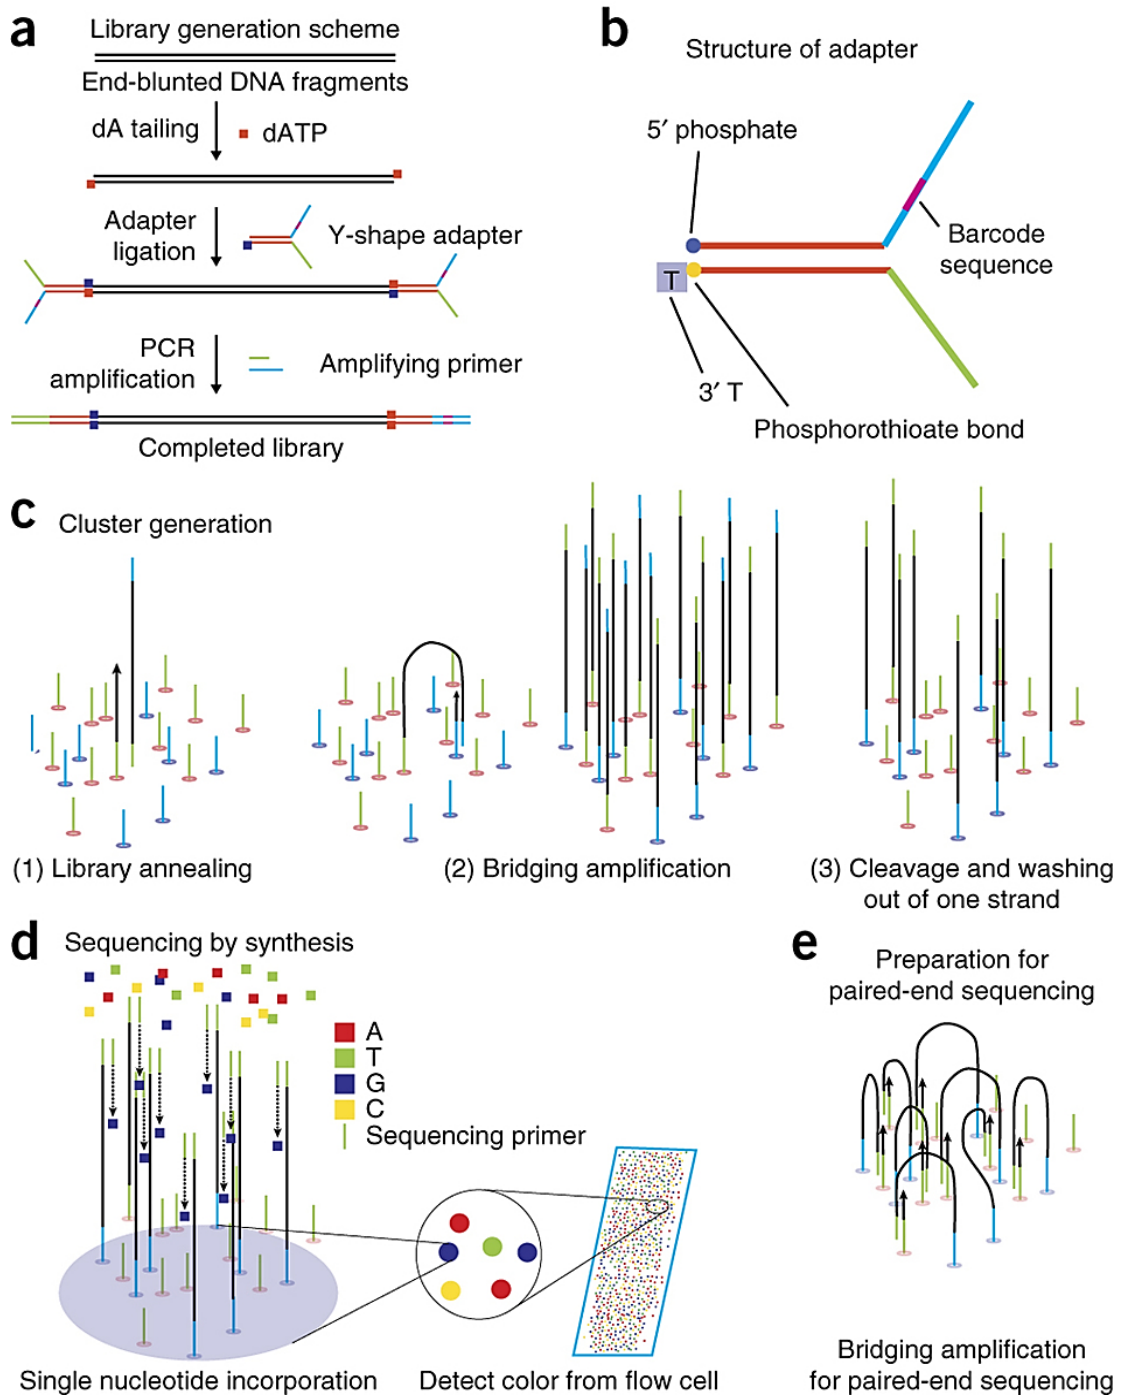 a
Library generation scheme
End-blunted DNA fragments
dA tailing
dATP
Adapter
ligation
Y-shape adapter
PCR
amplification
Amplifying primer
Completed library
b
Structure of adapter
5′ phosphate
Barcode
sequence
T
3′ T
Phosphorothioate bond
c
Cluster generation
(1) Library annealing
(2) Bridging amplification
(3) Cleavage and washing
out of one strand
d
Sequencing by synthesis
A
T
G
C
Sequencing primer
Single nucleotide incorporation
Detect color from flow cell
e
Preparation for
paired-end sequencing
Bridging amplification
for paired-end sequencing